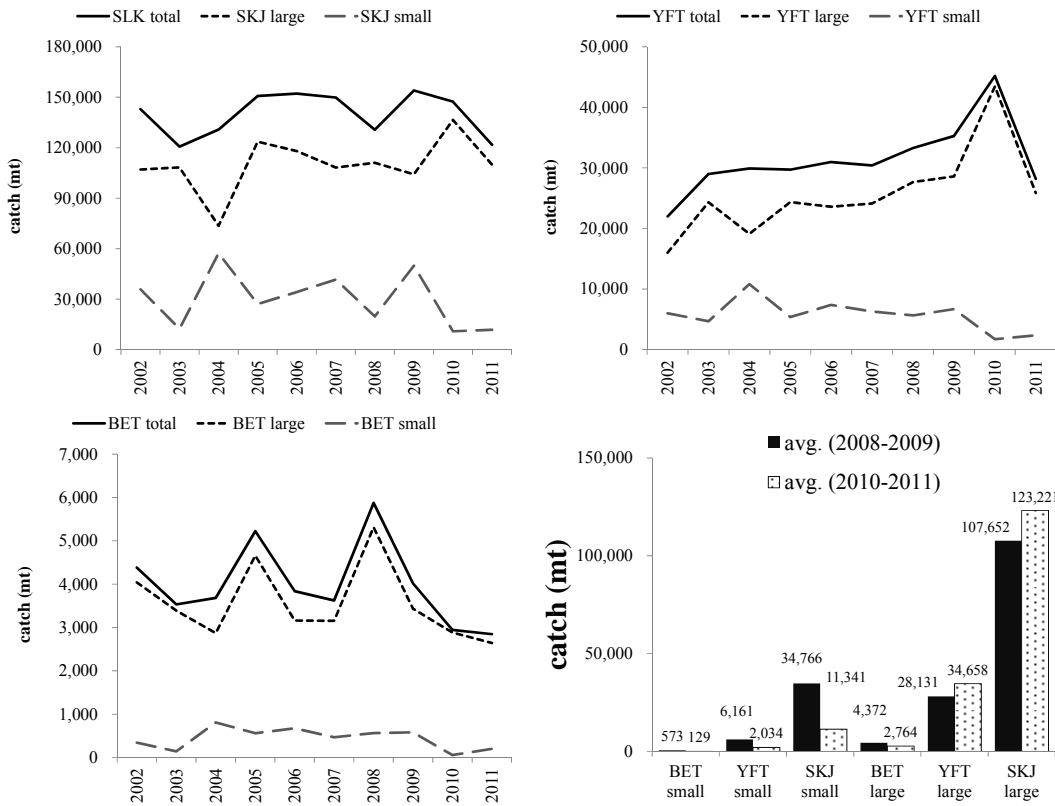 SLK total SKJ large SKJ small
180,000
150,000
120,000
90,000
60,000
30,000
0
catch (mt)
2002 2003 2004 2005 2006 2007 2008 2009 2010 2011
YFT total YFT large YFT small
50,000
40,000
30,000
20,000
10,000
0
catch (mt)
2002 2003 2004 2005 2006 2007 2008 2009 2010 2011
BET total BET large BET small
7,000
6,000
5,000
4,000
3,000
2,000
1,000
0
catch (mt)
2002 2003 2004 2005 2006 2007 2008 2009 2010 2011
avg. (2008-2009)
avg. (2010-2011)
150,000
100,000
50,000
0
catch (mt)
573 129
6,161 2,034
34,766 11,341
4,372 2,764
28,131 34,658
107,652 123,221
BET YFT SKJ BET YFT SKJ
small small small large large large